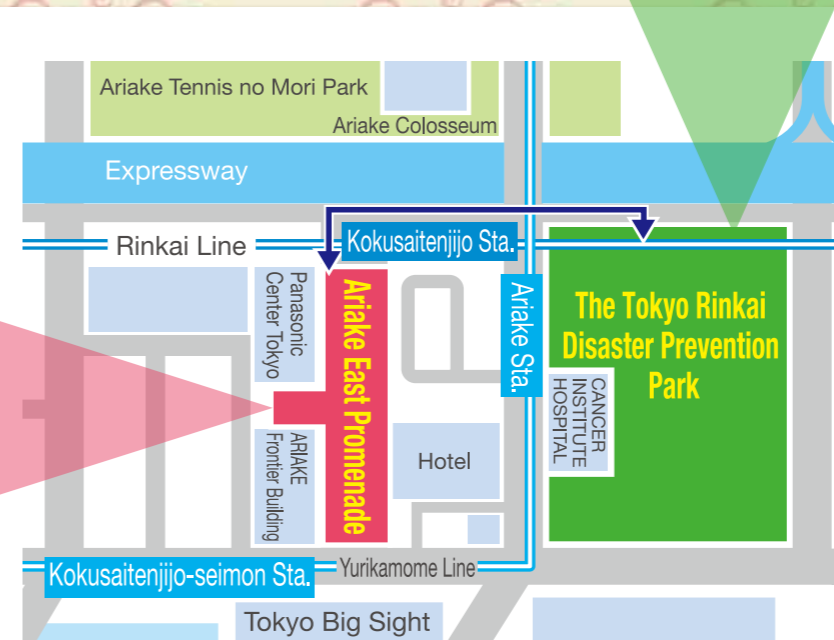 Ariake Tennis no Mori Park
Ariake Colosseum
Expressway
Rinkai Line
Kokusaitenjijo Sta.
Panasonic
Center Tokyo
Ariake East Promenade
Ariake Sta.
The Tokyo Rinkai
Disaster Prevention
Park
CANCER
INSTITUTE
HOSPITAL
ARIAKE
Frontier Building
Hotel
Kokusaitenjijo-seimon Sta.
Yurikamome Line
Tokyo Big Sight